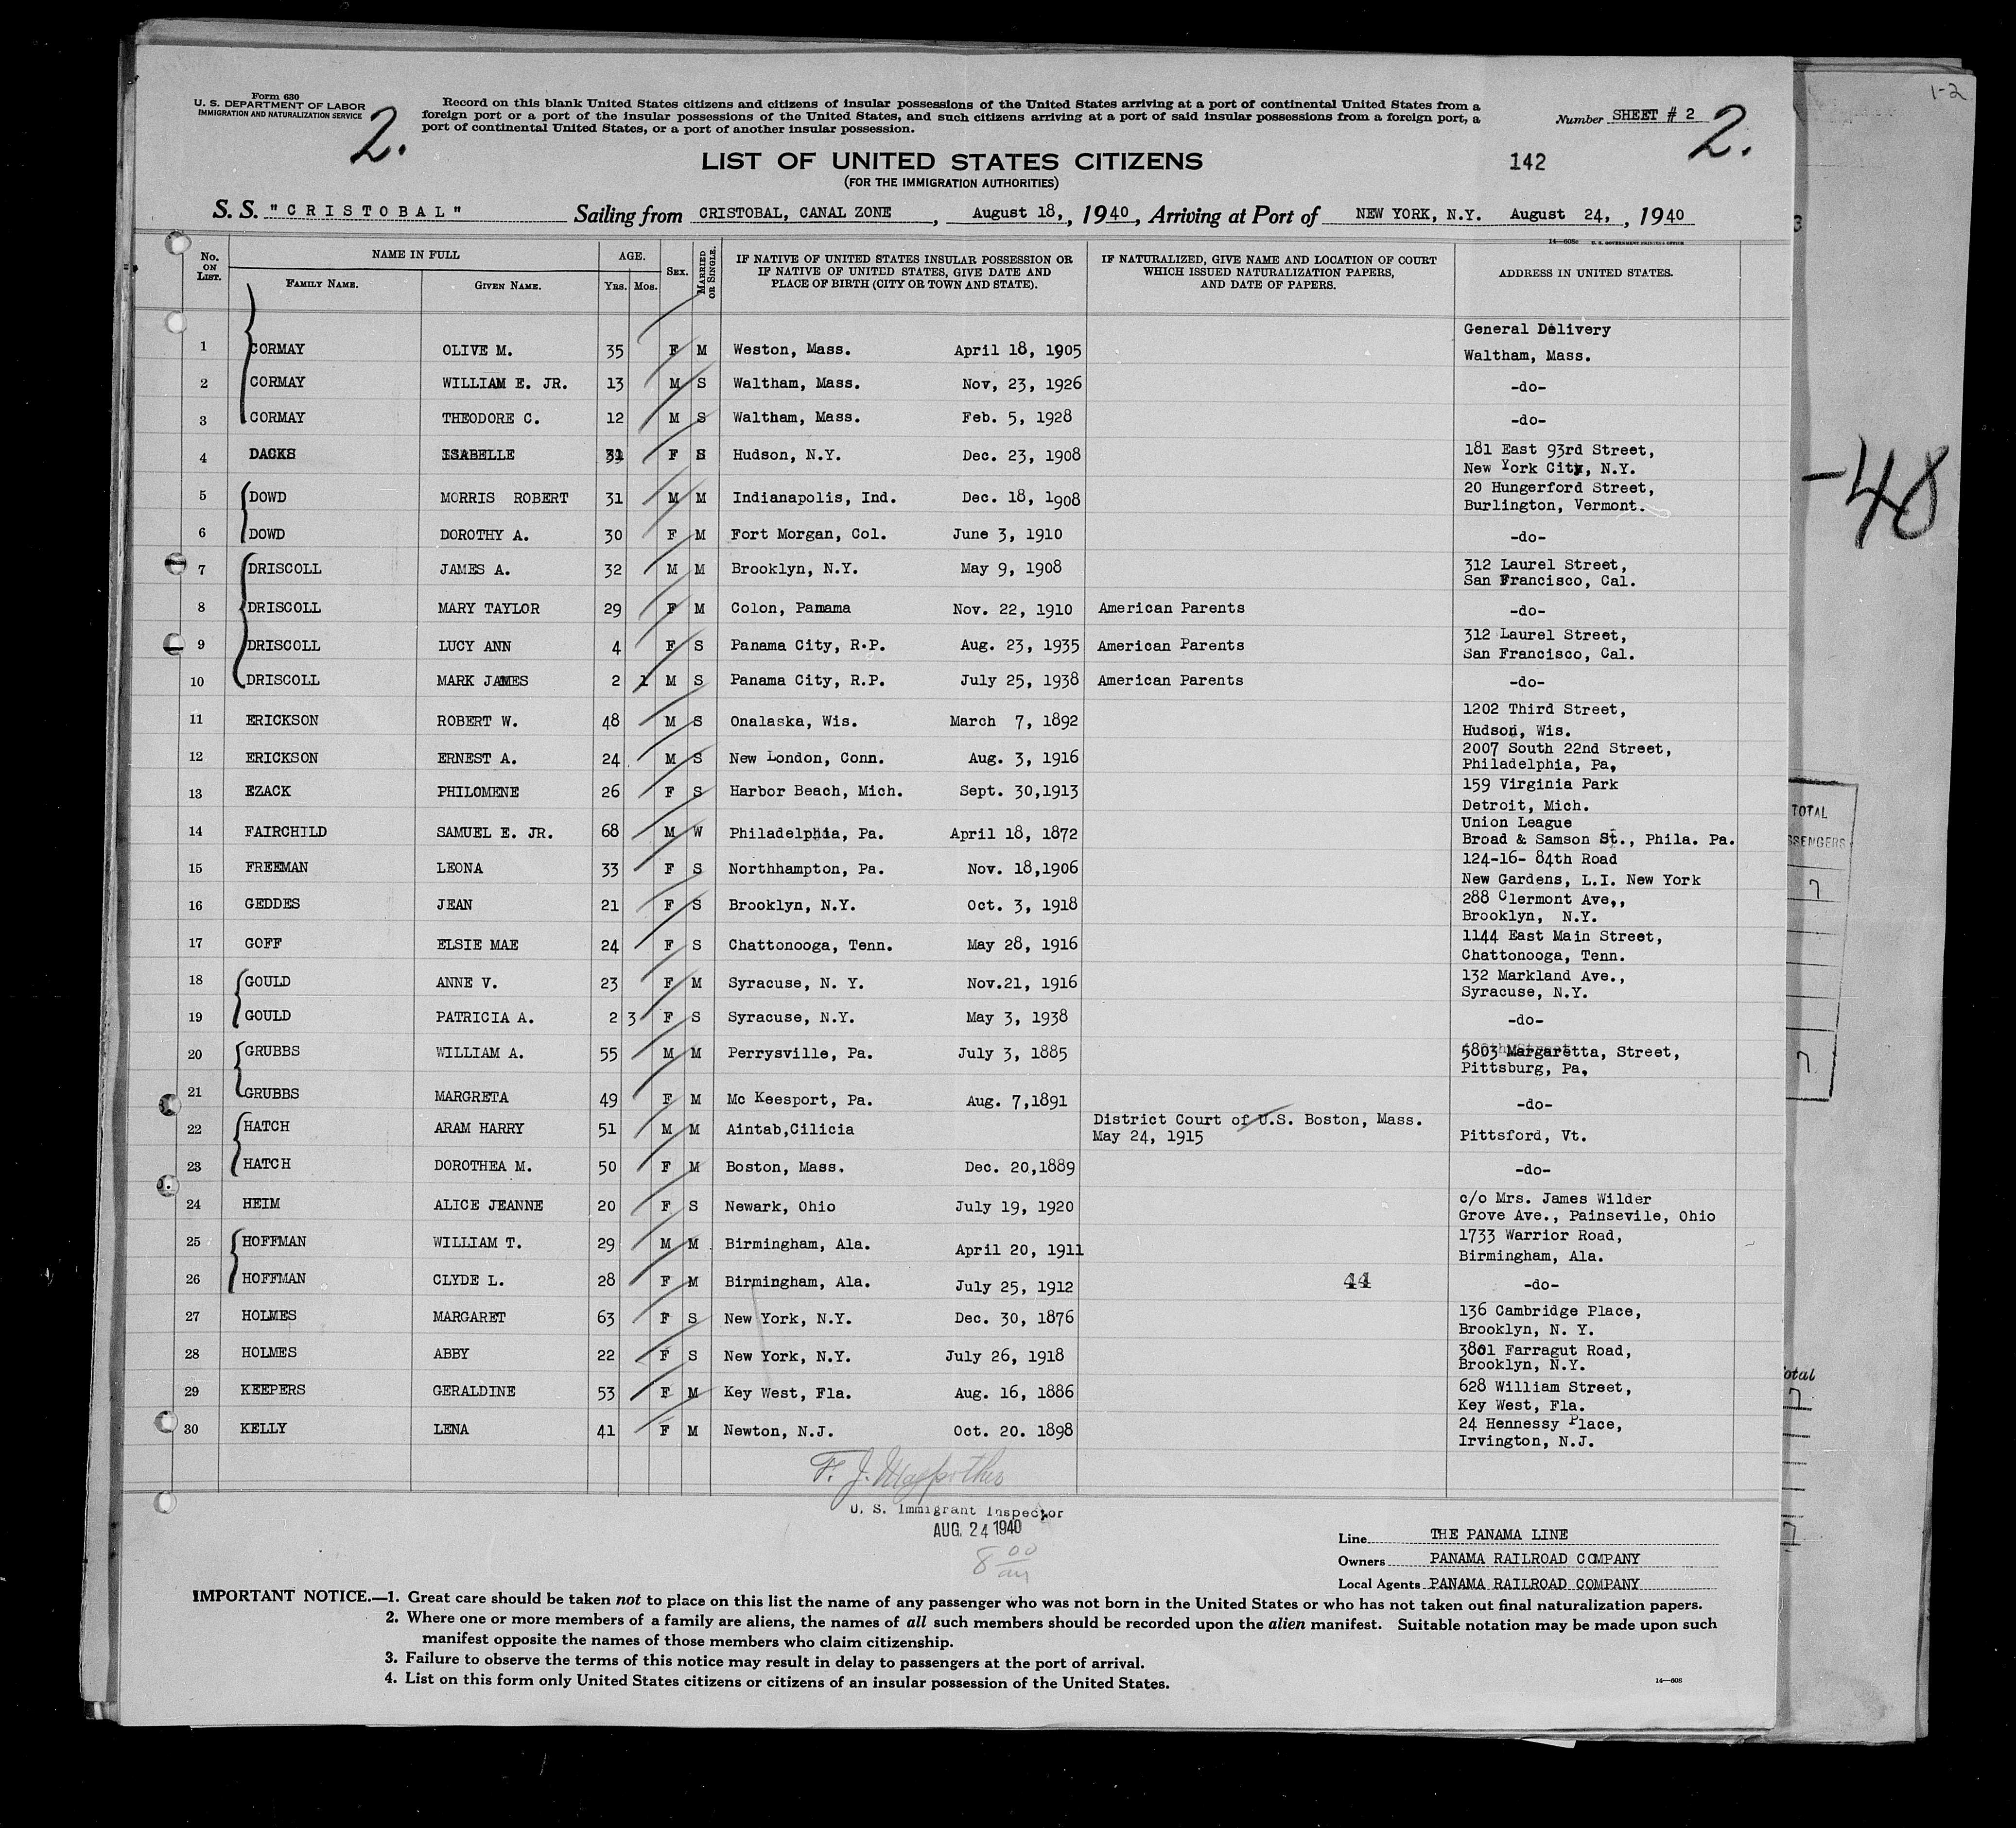 1-2
Form 630
U. S. DEPARTMENT OF LABOR
IMMIGRATION AND NATURALIZATION SERVICE
2.
Record on this blank United States citizens and citizens of insular possessions of the United States arriving at a port of continental United States from a
foreign port or a port of the insular possessions of the United States, and such citizens arriving at a port of said insular possessions from a foreign port, a
port of continental United States, or a port of another insular possession.
Number SHEET # 2
2.
LIST OF UNITED STATES CITIZENS
142
(FOR THE IMMIGRATION AUTHORITIES)
S. S. "CRISTOBAL" Sailing from CRISTOBAL, CANAL ZONE, August 18,, 1940, Arriving at Port of NEW YORK, N.Y. August 24,, 1940
14—608c U. S. GOVERNMENT PRINTING OFFICE
No. ON LIST. NAME IN FULL AGE. SEX. MARRIED OR SINGLE. IF NATIVE OF UNITED STATES INSULAR POSSESSION OR IF NATIVE OF UNITED STATES, GIVE DATE AND PLACE OF BIRTH (CITY OR TOWN AND STATE). IF NATURALIZED, GIVE NAME AND LOCATION OF COURT WHICH ISSUED NATURALIZATION PAPERS, AND DATE OF PAPERS. ADDRESS IN UNITED STATES.
FAMILY NAME. GIVEN NAME. YRS. MOS.
General Delivery
1 CORMAY OLIVE M. 35 F M Weston, Mass. April 18, 1905 Waltham, Mass.
2 CORMAY WILLIAM E. JR. 13 M S Waltham, Mass. Nov, 23, 1926 -do-
3 CORMAY THEODORE C. 12 M S Waltham, Mass. Feb. 5, 1928 -do-
4 DACKS ISABELLE 31 F S Hudson, N.Y. Dec. 23, 1908 181 East 93rd Street,
New York City, N.Y.
5 DOWD MORRIS ROBERT 31 M M Indianapolis, Ind. Dec. 18, 1908 20 Hungerford Street,
Burlington, Vermont.
6 DOWD DOROTHY A. 30 F M Fort Morgan, Col. June 3, 1910 -do-
7 DRISCOLL JAMES A. 32 M M Brooklyn, N.Y. May 9, 1908 312 Laurel Street,
San Francisco, Cal.
8 DRISCOLL MARY TAYLOR 29 F M Colon, Panama Nov. 22, 1910 American Parents -do-
9 DRISCOLL LUCY ANN 4 F S Panama City, R.P. Aug. 23, 1935 American Parents 312 Laurel Street,
San Francisco, Cal.
10 DRISCOLL MARK JAMES 2 1 M S Panama City, R.P. July 25, 1938 American Parents -do-
11 ERICKSON ROBERT W. 48 M S Onalaska, Wis. March 7, 1892 1202 Third Street,
Hudson, Wis.
12 ERICKSON ERNEST A. 24 M S New London, Conn. Aug. 3, 1916 2007 South 22nd Street,
Philadelphia, Pa,
13 EZACK PHILOMENE 26 F S Harbor Beach, Mich. Sept. 30,1913 159 Virginia Park
Detroit, Mich.
14 FAIRCHILD SAMUEL E. JR. 68 M W Philadelphia, Pa. April 18, 1872 Union League
Broad & Samson St., Phila. Pa.
15 FREEMAN LEONA 33 F S Northhampton, Pa. Nov. 18,1906 124-16- 84th Road
New Gardens, L.I. New York
16 GEDDES JEAN 21 F S Brooklyn, N.Y. Oct. 3, 1918 288 Clermont Ave,,
Brooklyn, N.Y.
17 GOFF ELSIE MAE 24 F S Chattonooga, Tenn. May 28, 1916 1144 East Main Street,
Chattonooga, Tenn.
18 GOULD ANNE V. 23 F M Syracuse, N. Y. Nov.21, 1916 132 Markland Ave.,
Syracuse, N.Y.
19 GOULD PATRICIA A. 2 3 F S Syracuse, N.Y. May 3, 1938 -do-
20 GRUBBS WILLIAM A. 55 M M Perrysville, Pa. July 3, 1885 5803 Margaretta, Street,
Pittsburg, Pa,
21 GRUBBS MARGRETA 49 F M Mc Keesport, Pa. Aug. 7,1891 -do-
22 HATCH ARAM HARRY 51 M M Aintab,Cilicia District Court of U.S. Boston, Mass.
May 24, 1915 Pittsford, Vt.
23 HATCH DOROTHEA M. 50 F M Boston, Mass. Dec. 20,1889 -do-
24 HEIM ALICE JEANNE 20 F S Newark, Ohio July 19, 1920 c/o Mrs. James Wilder
Grove Ave., Painsevile, Ohio
25 HOFFMAN WILLIAM T. 29 M M Birmingham, Ala. April 20, 1911 1733 Warrior Road,
Birmingham, Ala.
26 HOFFMAN CLYDE L. 28 F M Birmingham, Ala. July 25, 1912 44 -do-
27 HOLMES MARGARET 63 F S New York, N.Y. Dec. 30, 1876 136 Cambridge Place,
Brooklyn, N. Y.
28 HOLMES ABBY 22 F S New York, N.Y. July 26, 1918 3801 Farragut Road,
Brooklyn, N.Y.
29 KEEPERS GERALDINE 53 F M Key West, Fla. Aug. 16, 1886 628 William Street,
Key West, Fla.
30 KELLY LENA 41 F M Newton, N.J. Oct. 20. 1898 24 Hennessy Place,
Irvington, N.J.
F. J.
U. S. Immigrant Inspector
AUG. 24 1940
8 00 am
Line THE PANAMA LINE
Owners PANAMA RAILROAD COMPANY
Local Agents PANAMA RAILROAD COMPANY
IMPORTANT NOTICE.—1. Great care should be taken not to place on this list the name of any passenger who was not born in the United States or who has not taken out final naturalization papers.
2. Where one or more members of a family are aliens, the names of all such members should be recorded upon the alien manifest. Suitable notation may be made upon such
manifest opposite the names of those members who claim citizenship.
3. Failure to observe the terms of this notice may result in delay to passengers at the port of arrival.
4. List on this form only United States citizens or citizens of an insular possession of the United States.
14—608
-48
TOTAL
SSENGERS
7
7
otal
7
7